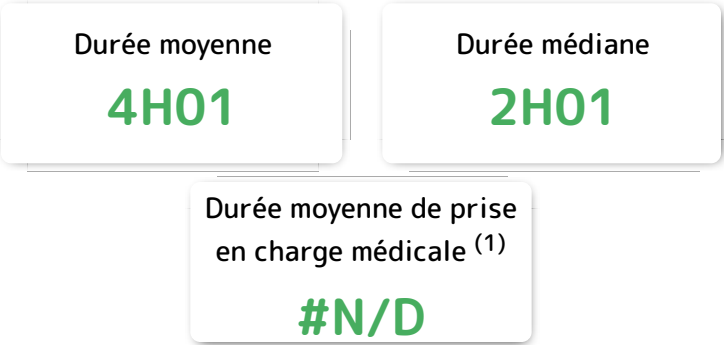 Durée moyenne
4H01
Durée médiane
2H01
Durée moyenne de prise
en charge médicale (1)
#N/D